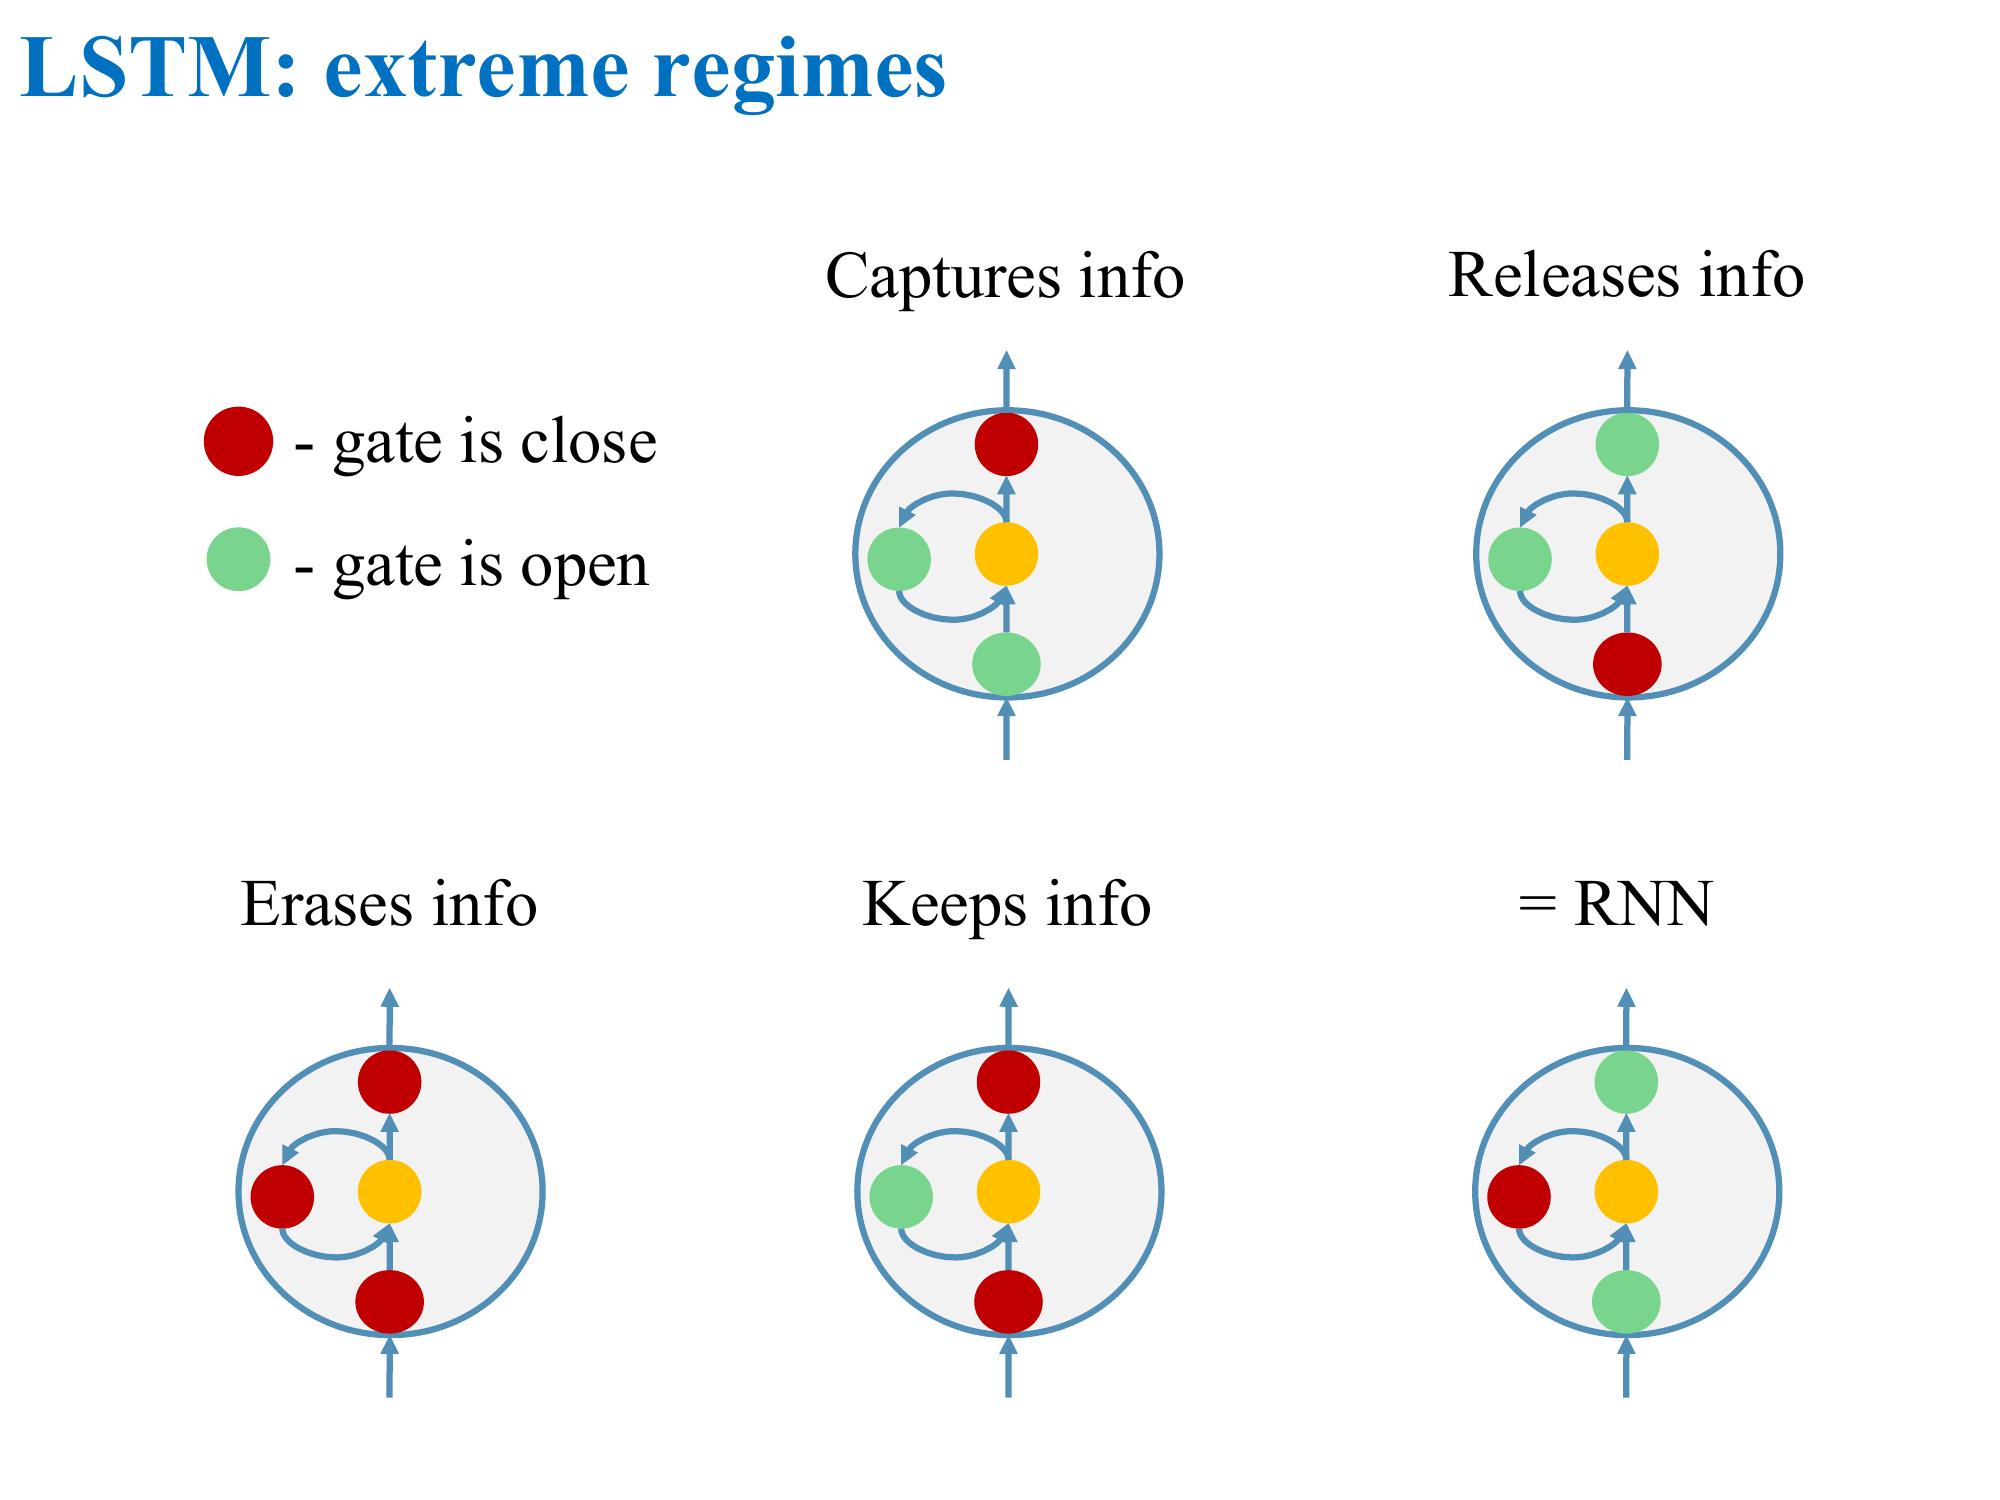 LSTM: extreme regimes
Captures info
Releases info
- gate is close
- gate is open
Erases info
Keeps info
= RNN